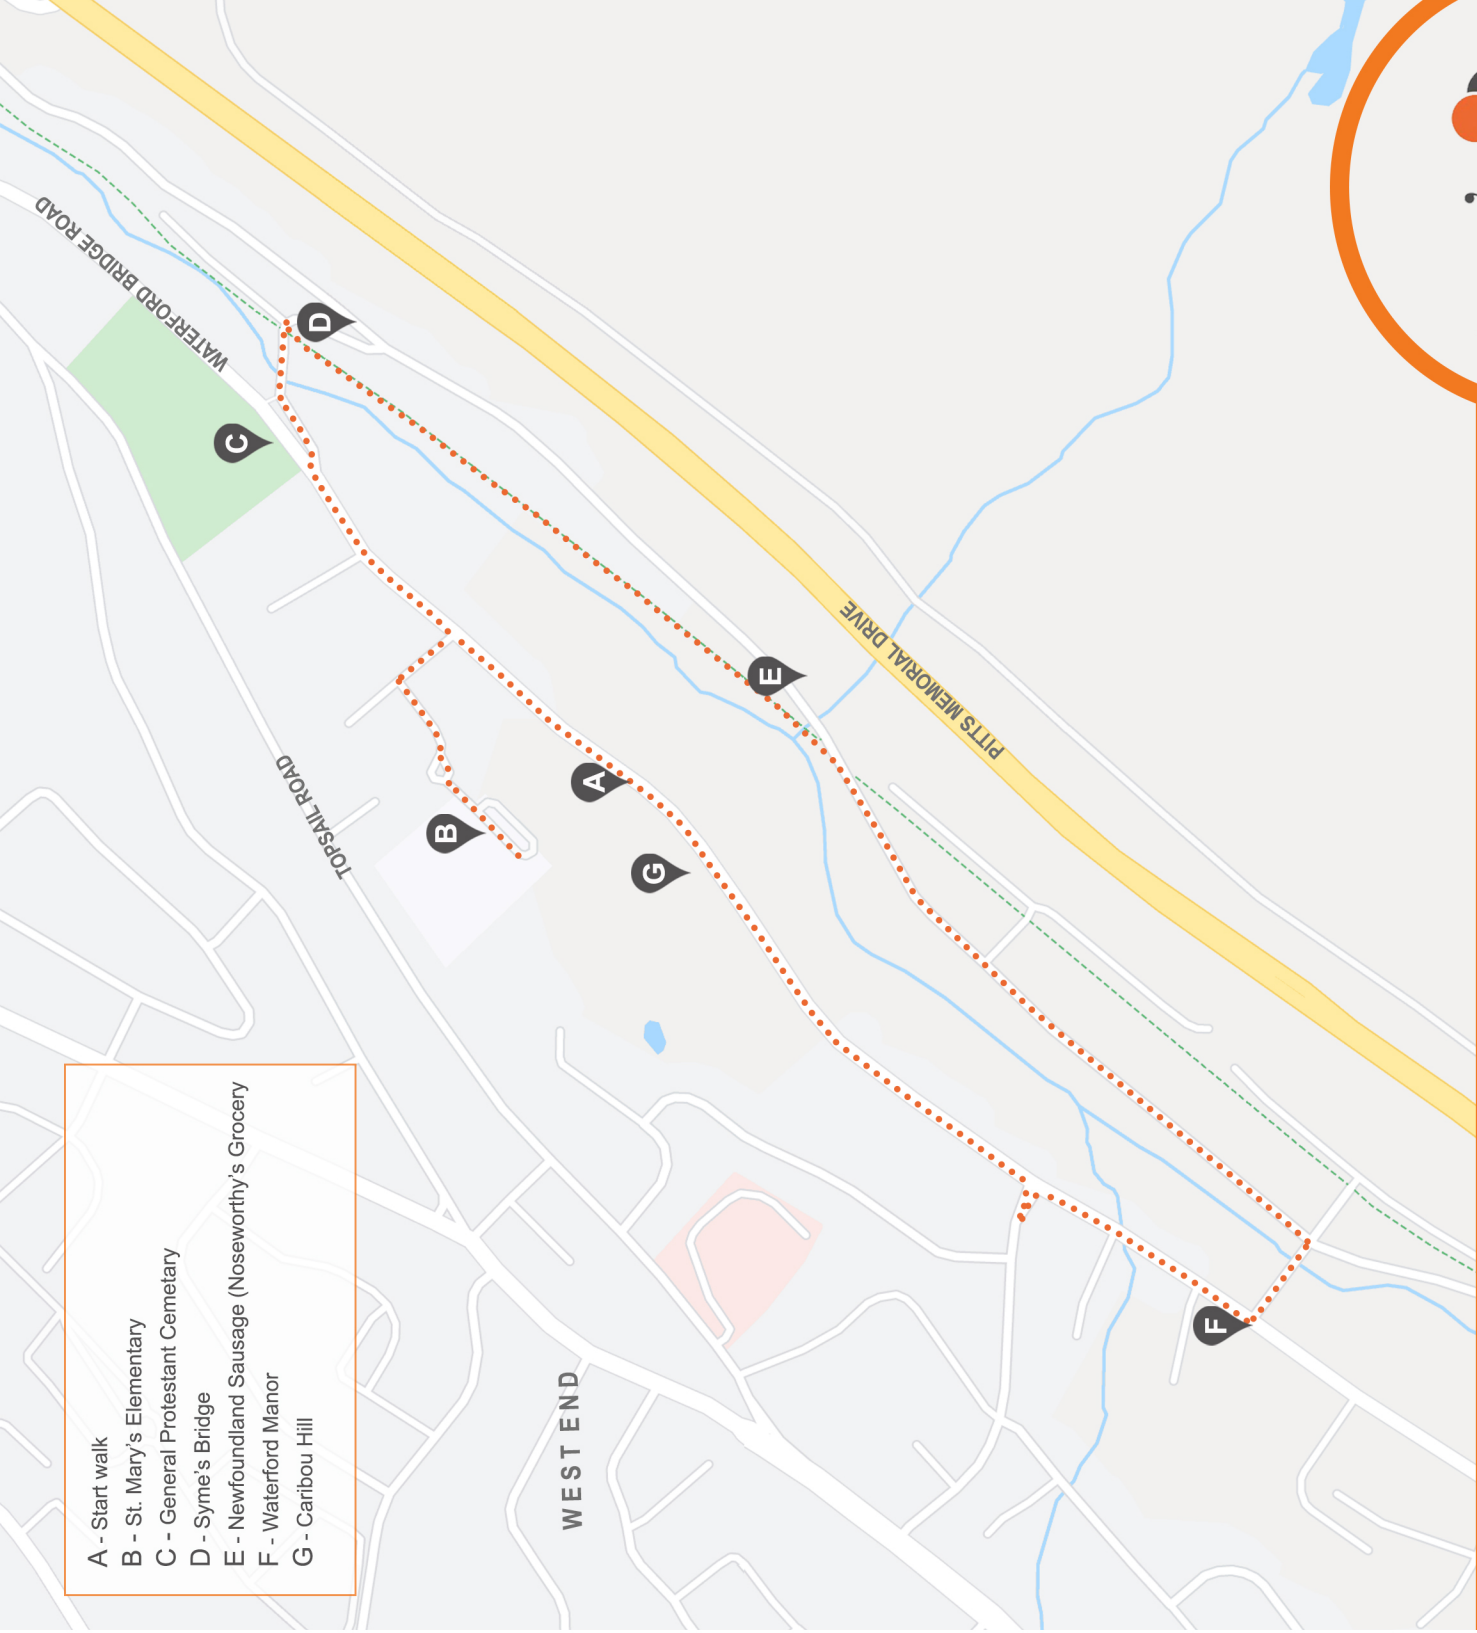 A - Start walk
B - St. Mary's Elementary
C - General Protestant Cemetary
D - Syme's Bridge
E - Newfoundland Sausage (Noseworthy's Grocery
F - Waterford Manor
G - Caribou Hill
WEST END
TOPSAIL ROAD
WATERFORD BRIDGE ROAD
PITTS MEMORIAL DRIVE
A
B
C
D
E
F
G